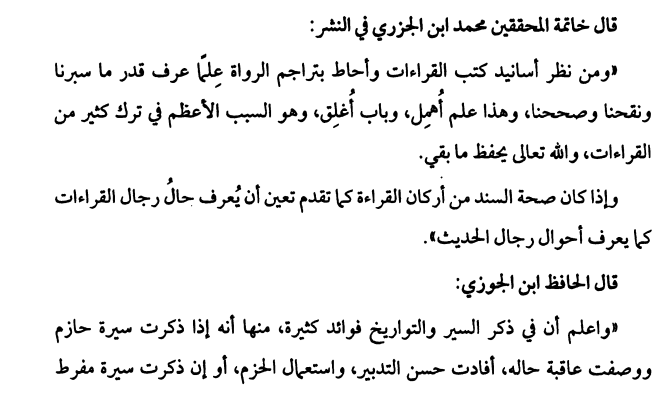 قال خاتمة المحققين محمد ابن الجزري في النشر:
«ومن نظر أسانيد كتب القراءات وأحاط بتراجم الرواة عِلمًا عرف قدر ما سبرنا
ونقحنا وصححنا، وهذا علم أُهمِل، وباب أُغلِق، وهو السبب الأعظم في ترك كثير من
القراءات، والله تعالى يحفظ ما بقي.
وإذا كان صحة السند من أركان القراءة كما تقدم تعين أن يُعرف حالُ رجال القراءات
كما يعرف أحوال رجال الحديث».
قال الحافظ ابن الجوزي:
«واعلم أن في ذكر السير والتواريخ فوائد كثيرة، منها أنه إذا ذكرت سيرة حازم
ووصفت عاقبة حاله، أفادت حسن التدبير، واستعمال الحزم، أو إن ذكرت سيرة مفرط